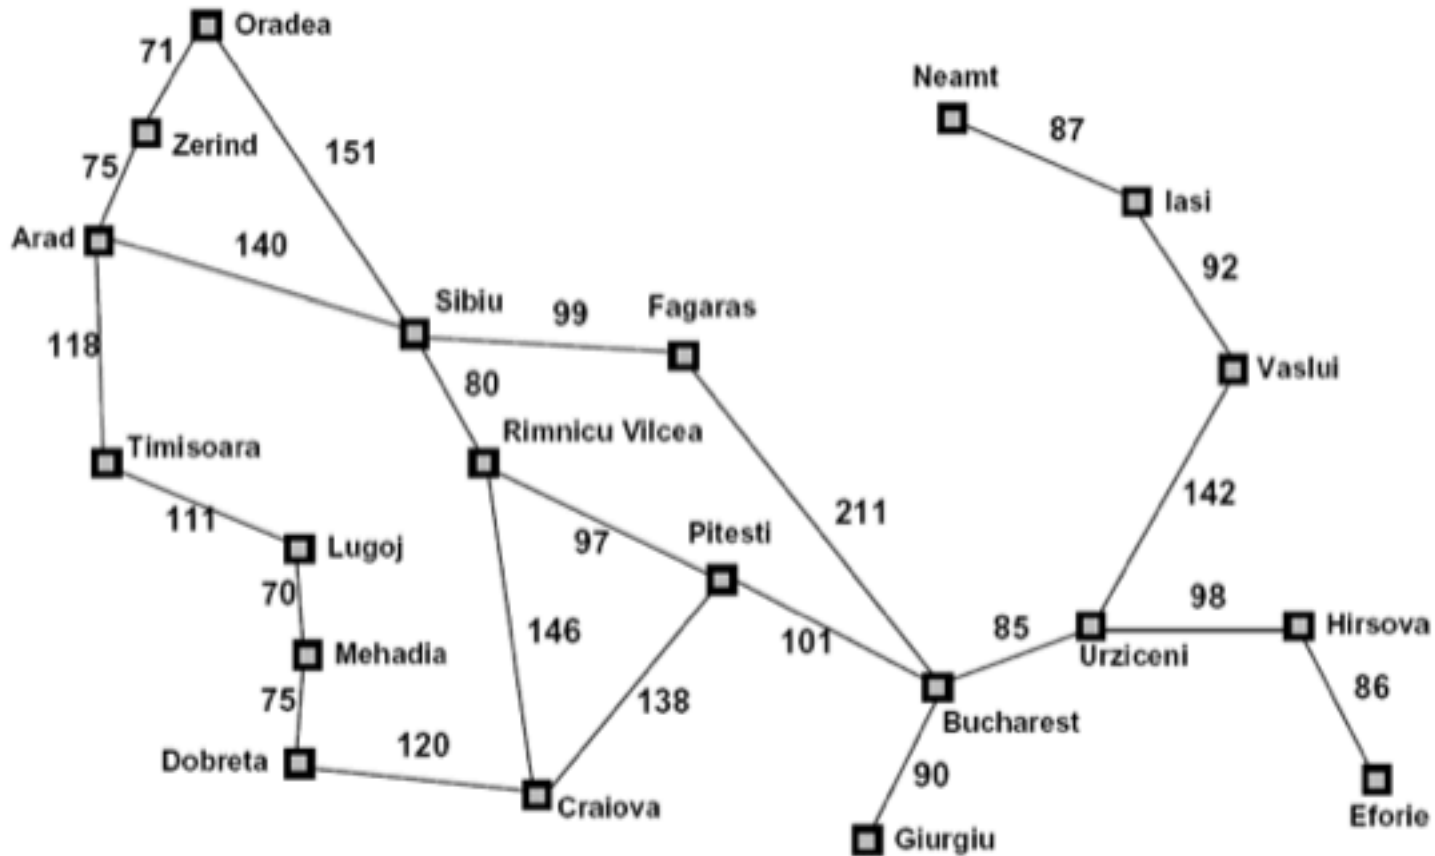 Oradea
71
Neamt
87
Zerind
151
75
Iasi
Arad
140
92
Sibiu
99
Fagaras
118
Vaslui
80
Rimnicu Vilcea
Timisoara
142
211
111
97
Pitesti
Lugoj
70
98
146
101
85
Hirsova
Mehadia
Urziceni
75
138
86
Bucharest
120
Dobreta
90
Craiova
Eforie
Giurgiu